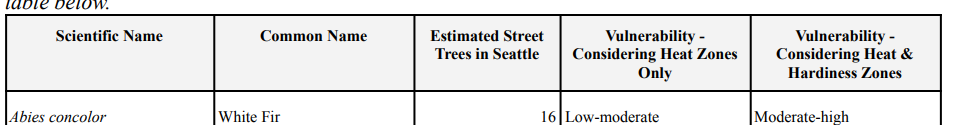 table below.
Scientific Name Common Name Estimated Street Trees in Seattle Vulnerability - Considering Heat Zones Only Vulnerability - Considering Heat & Hardiness Zones
Abies concolor White Fir 16 Low-moderate Moderate-high